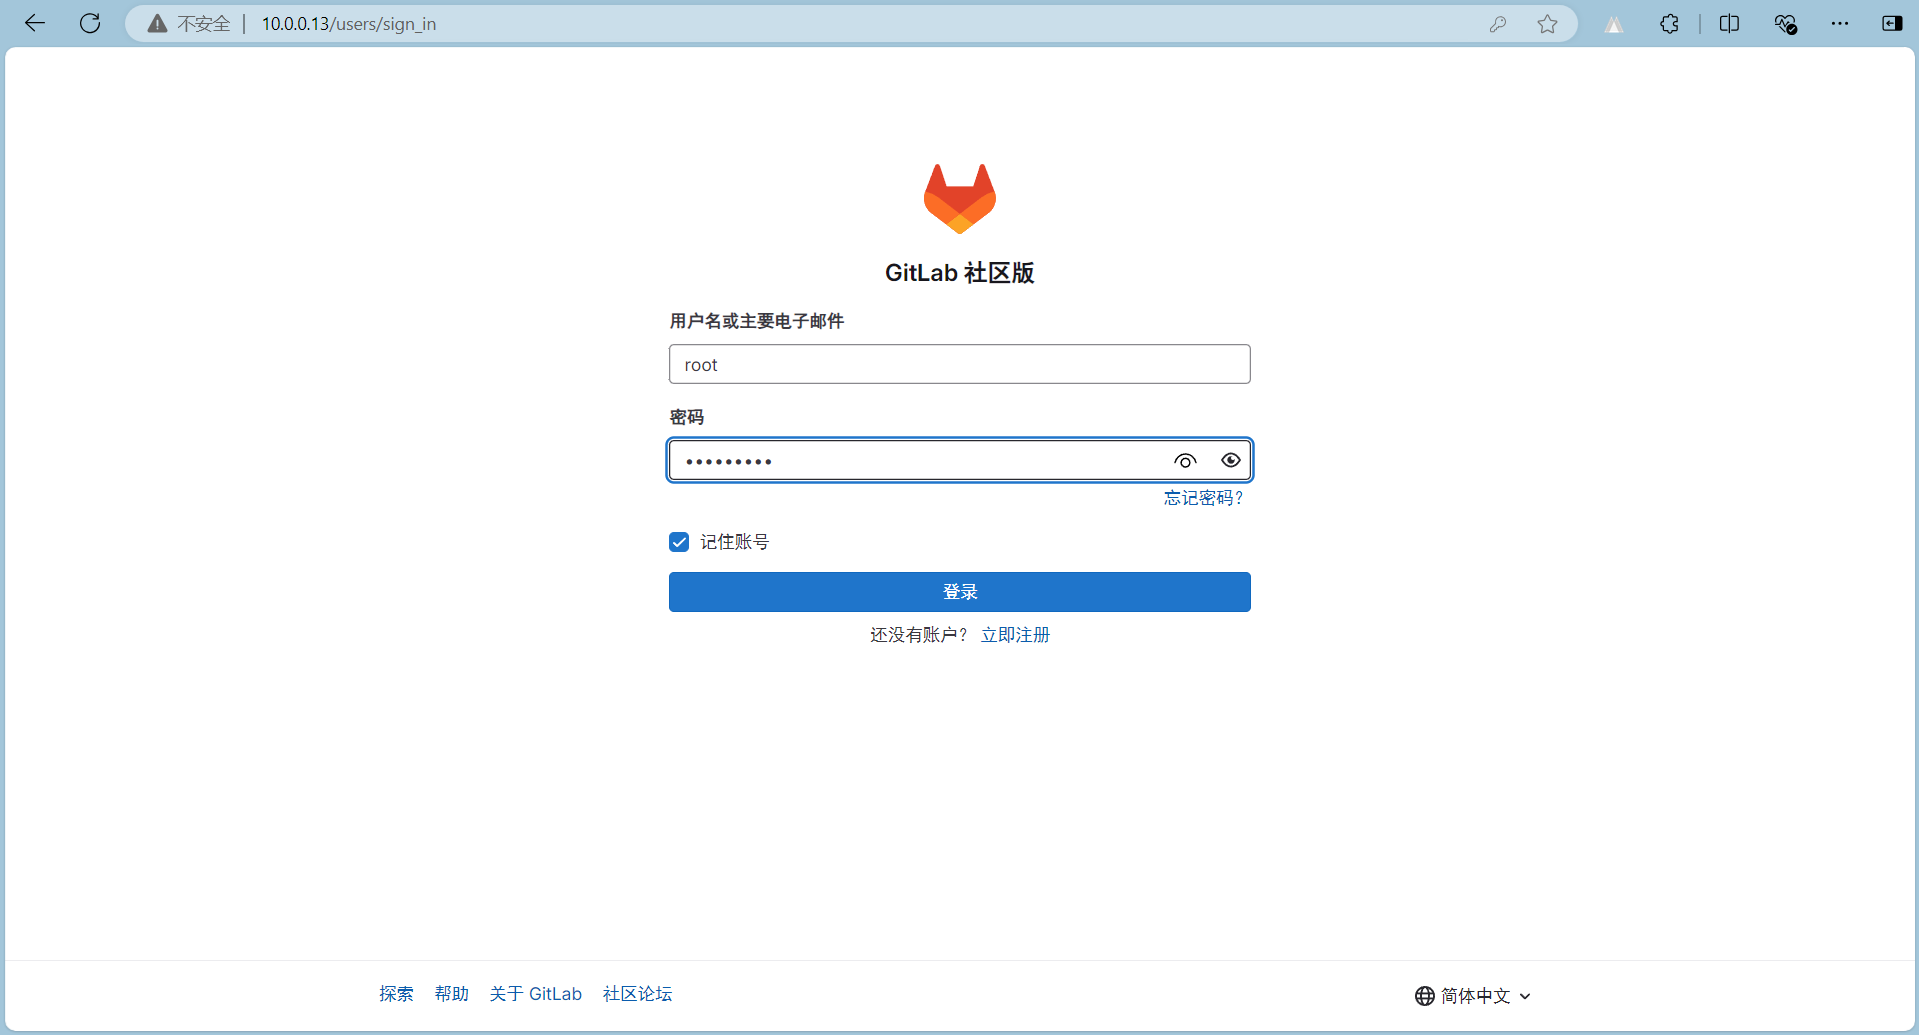 不安全 10.0.0.13/users/sign_in
GitLab 社区版
用户名或主要电子邮件
root
密码
•••••••••
忘记密码？
记住账号
登录
还没有账户？ 立即注册
探索 帮助 关于 GitLab 社区论坛 简体中文